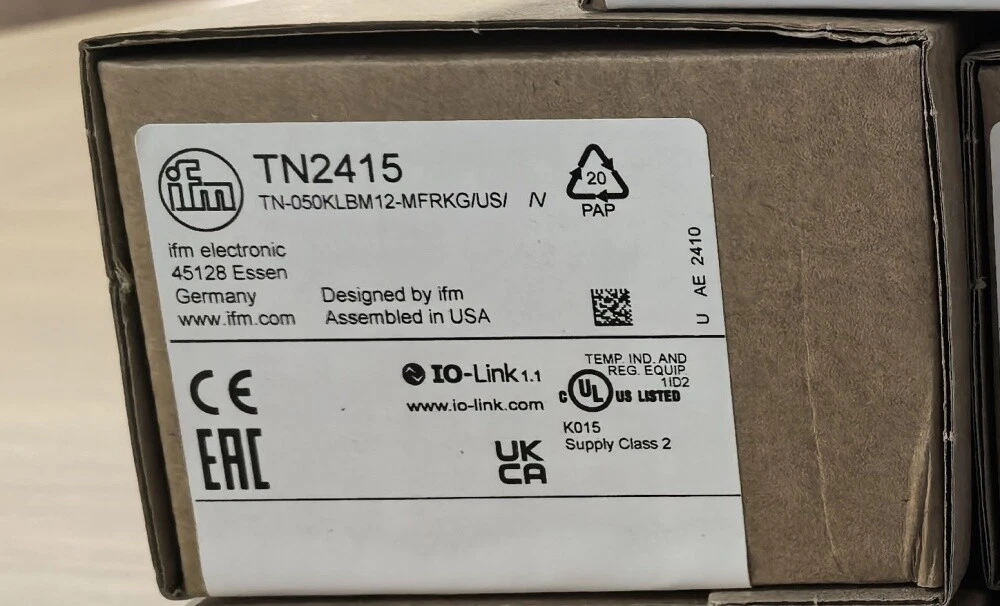 ifm
TN2415
TN-050KLBM12-MFRKG/US/ /V
20
PAP
ifm electronic
45128 Essen
Germany
www.ifm.com
Designed by ifm
Assembled in USA
U AE 2410
CE
EAC
IO-Link 1.1
www.io-link.com
UK
CA
TEMP. IND. AND
REG. EQUIP.
1ID2
C UL US LISTED
K015
Supply Class 2